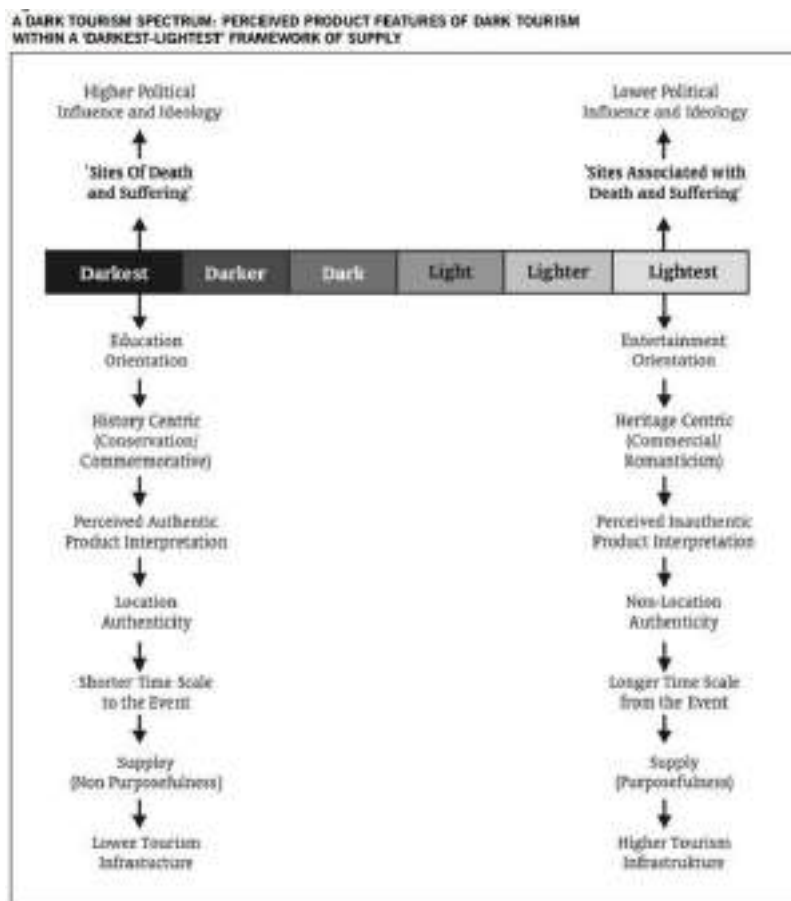 A DARK TOURISM SPECTRUM: PERCEIVED PRODUCT FEATURES OF DARK TOURISM
WITHIN A 'DARKEST-LIGHTEST' FRAMEWORK OF SUPPLY
Higher Political
Influence and Ideology
Lower Political
Influence and Ideology
'Sites Of Death
and Suffering'
'Sites Associated with
Death and Suffering'
Darkest Darker Dark Light Lighter Lightest
Education
Orientation
Entertainment
Orientation
History Centric
(Conservation/
Commermorative)
Heritage Centric
(Commercial/
Romanticism)
Perceived Authentic
Product Interpretation
Perceived Inauthentic
Product Interpretation
Location
Authenticity
Non-Location
Authenticity
Shorter Time Scale
to the Event
Longer Time Scale
from the Event
Suppley
(Non Purposefulness)
Supply
(Purposefulness)
Lower Tourism
Infrastucture
Higher Tourism
Infrastrukture